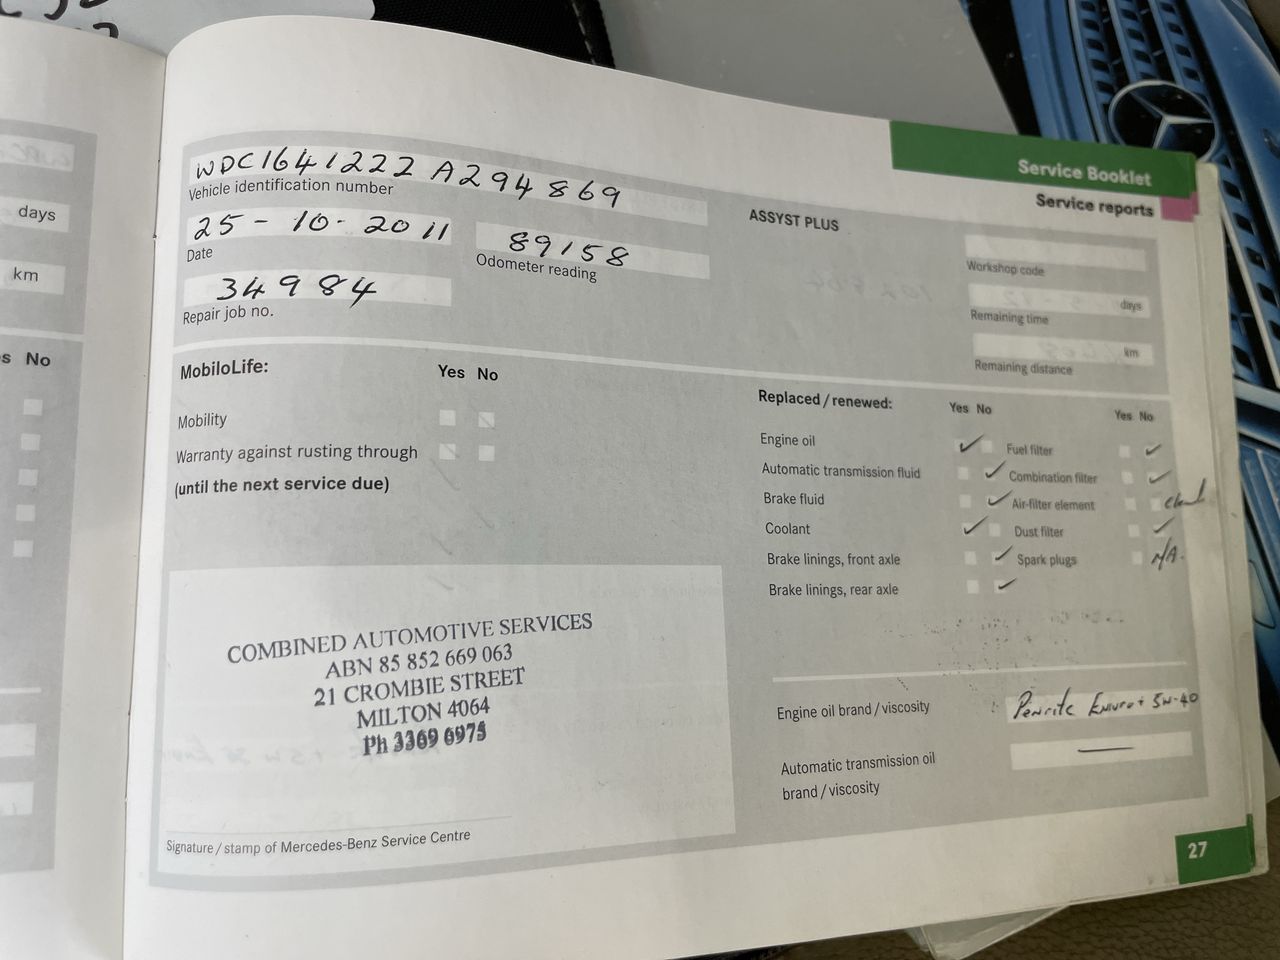 Service Booklet
Service reports
WDC1641222A294869
Vehicle identification number
25 - 10 - 2011
Date
89158
Odometer reading
34984
Repair job no.
ASSYST PLUS
Workshop code
days
Remaining time
km
Remaining distance
days
km
s No
MobiloLife:
Yes No
Mobility
Warranty against rusting through
(until the next service due)
Replaced / renewed:
Yes No
Yes No
Engine oil
Fuel filter
Automatic transmission fluid
Combination filter
Brake fluid
Air-filter element
Coolant
Dust filter
Brake linings, front axle
Spark plugs
N/A.
Brake linings, rear axle
COMBINED AUTOMOTIVE SERVICES
ABN 85 852 669 063
21 CROMBIE STREET
MILTON 4064
Ph 3369 6975
Signature / stamp of Mercedes-Benz Service Centre
Engine oil brand / viscosity
Penrite Enviro+ 5W-40
Automatic transmission oil
brand / viscosity
27